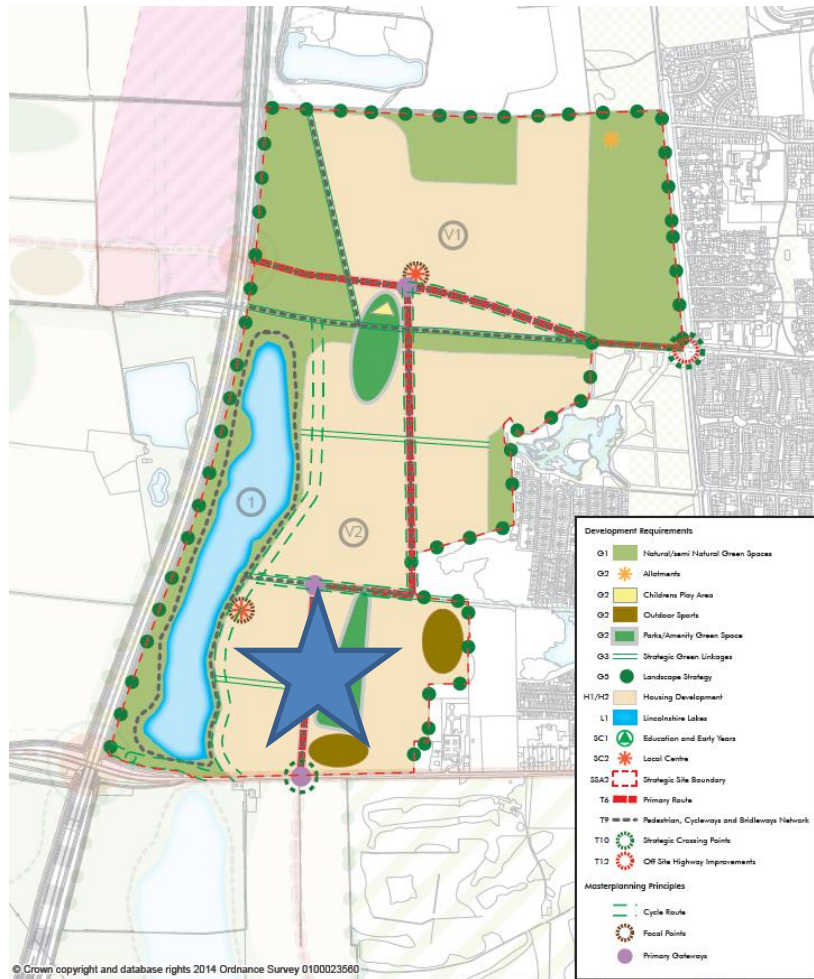 V1
1
V2
Development Requirements
G1 Natural/semi Natural Green Spaces
G2 Allotments
G2 Childrens Play Area
G2 Outdoor Sports
G2 Parks/Amenity Green Space
G3 Strategic Green Linkages
G5 Landscape Strategy
H1/H2 Housing Development
L1 Lincolnshire Lakes
SC1 Education and Early Years
SC2 Local Centre
SSA2 Strategic Site Boundary
T6 Primary Route
T9 Pedestrian, Cycleways and Bridleways Network
T10 Strategic Crossing Points
T12 Off Site Highway Improvements
Masterplanning Principles
Cycle Route
Focal Points
Primary Gateways
© Crown copyright and database rights 2014 Ordnance Survey 0100023560